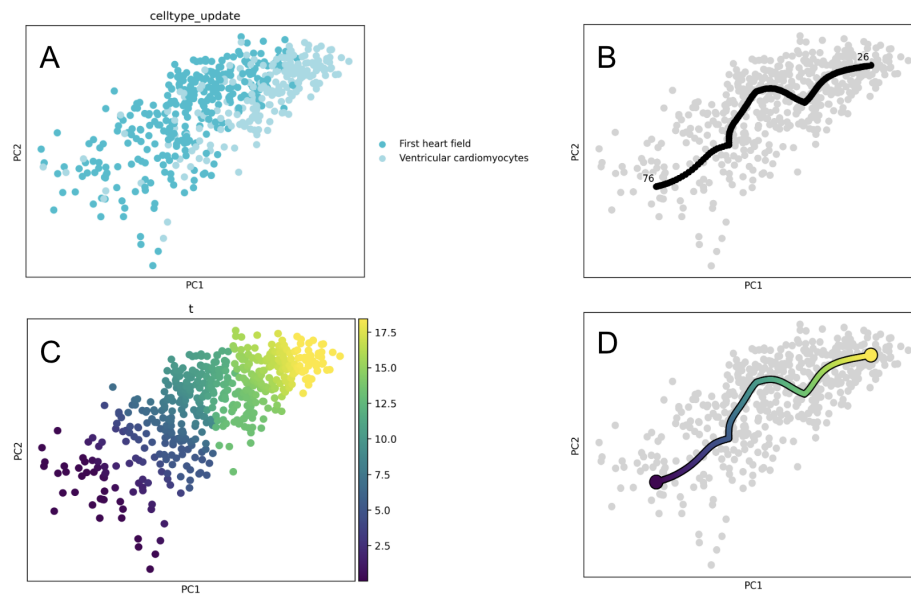 celltype_update
A
PC2
PC1
First heart field
Ventricular cardiomyocytes
B
26
76
PC2
PC1
t
C
PC2
PC1
17.5
15.0
12.5
10.0
7.5
5.0
2.5
D
PC2
PC1